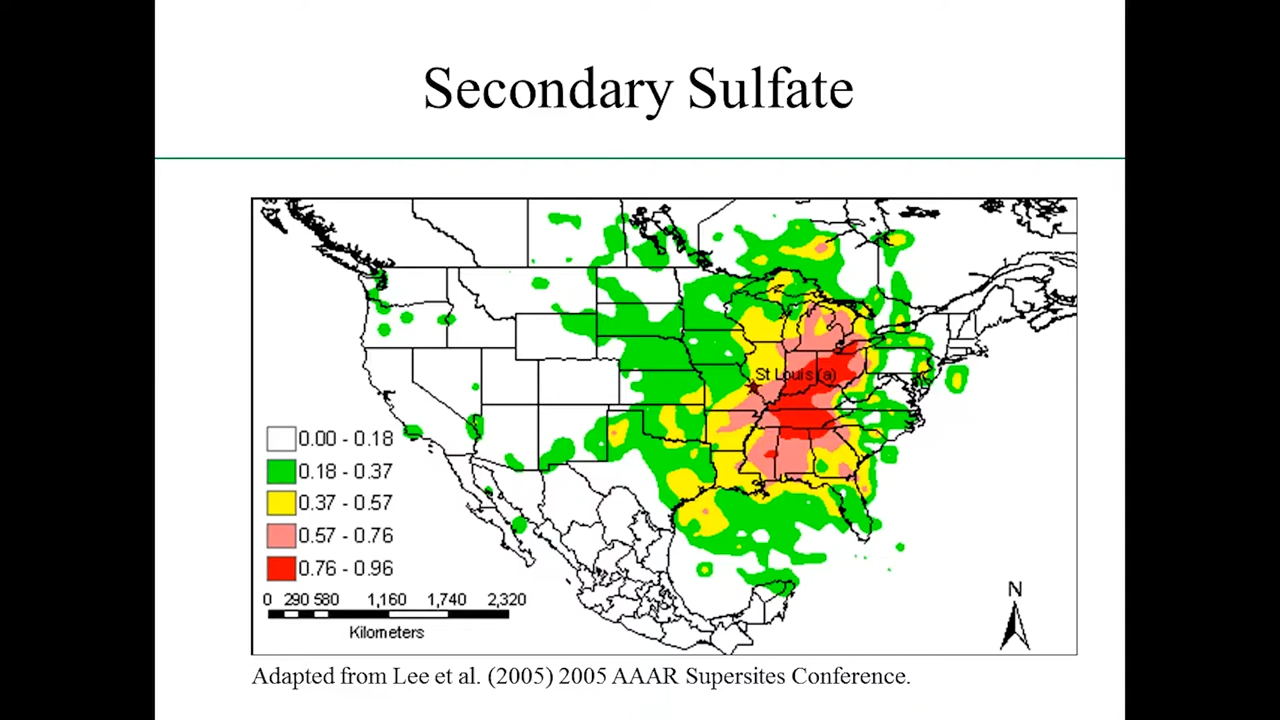 Secondary Sulfate
St Louis (a)
0.00 - 0.18
0.18 - 0.37
0.37 - 0.57
0.57 - 0.76
0.76 - 0.96
0 290 580 1,160 1,740 2,320
Kilometers
N
Adapted from Lee et al. (2005) 2005 AAAR Supersites Conference.